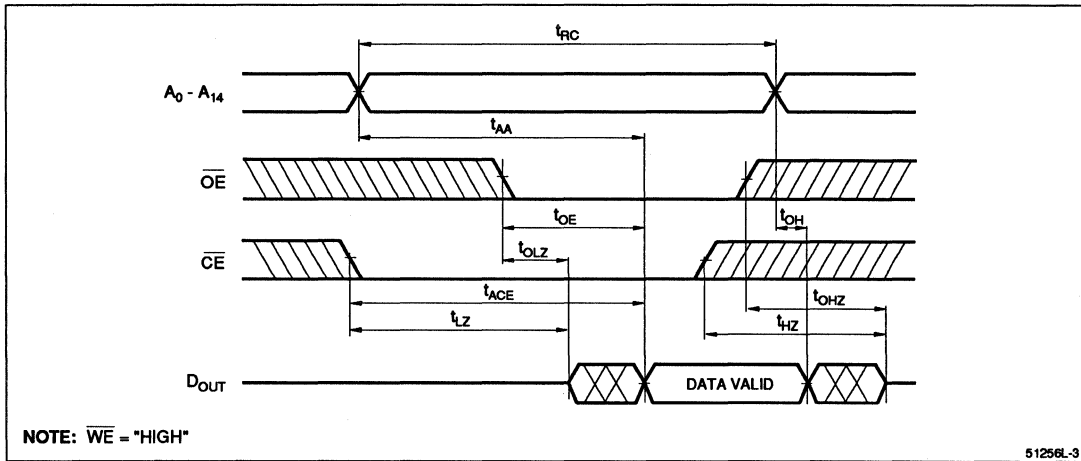 tRC
A0 - A14
tAA
OE
tOE
tOH
tOLZ
CE
tACE
tOHZ
tLZ
tHZ
DOUT
DATA VALID
NOTE: WE = "HIGH"
51256L-3